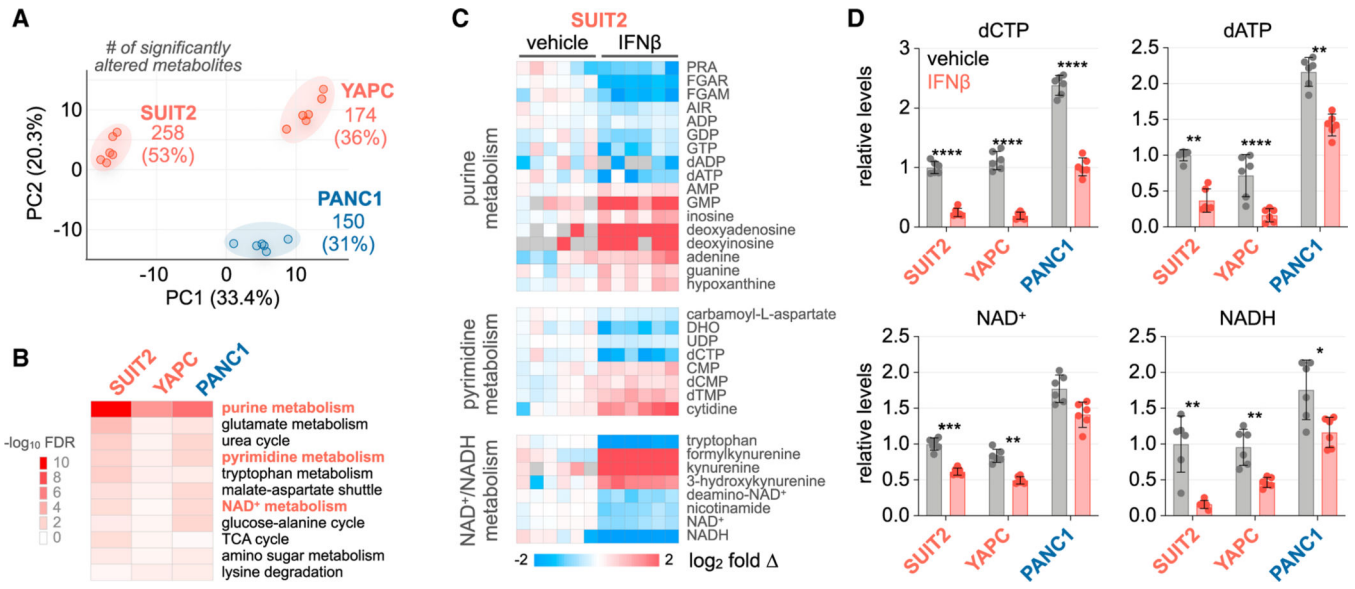 A
# of significantly
altered metabolites
PC2 (20.3%)
10
0
-10
SUIT2
258
(53%)
YAPC
174
(36%)
PANC1
150
(31%)
-10
0
10
PC1 (33.4%)
B
SUIT2
YAPC
PANC1
-log10 FDR
10
8
6
4
2
0
purine metabolism
glutamate metabolism
urea cycle
pyrimidine metabolism
tryptophan metabolism
malate-aspartate shuttle
NAD+ metabolism
glucose-alanine cycle
TCA cycle
amino sugar metabolism
lysine degradation
C
SUIT2
vehicle
IFNβ
purine
metabolism
PRA
FGAR
FGAM
AIR
ADP
GDP
GTP
dADP
dATP
AMP
GMP
inosine
deoxyadenosine
deoxyinosine
adenine
guanine
hypoxanthine
pyrimidine
metabolism
carbamoyl-L-aspartate
DHO
UDP
dCTP
CMP
dCMP
dTMP
cytidine
NAD+/NADH
metabolism
tryptophan
formylkynurenine
kynurenine
3-hydroxykynurenine
deamino-NAD+
nicotinamide
NAD+
NADH
-2
2
log2 fold Δ
D
dCTP
vehicle
IFNβ
relative levels
3
2
1
0
****
****
****
SUIT2
YAPC
PANC1
dATP
2.5
2.0
1.5
1.0
0.5
0
**
****
**
SUIT2
YAPC
PANC1
NAD+
relative levels
2.5
2.0
1.5
1.0
0.5
0.0
***
**
SUIT2
YAPC
PANC1
NADH
2.5
2.0
1.5
1.0
0.5
0.0
**
**
*
SUIT2
YAPC
PANC1